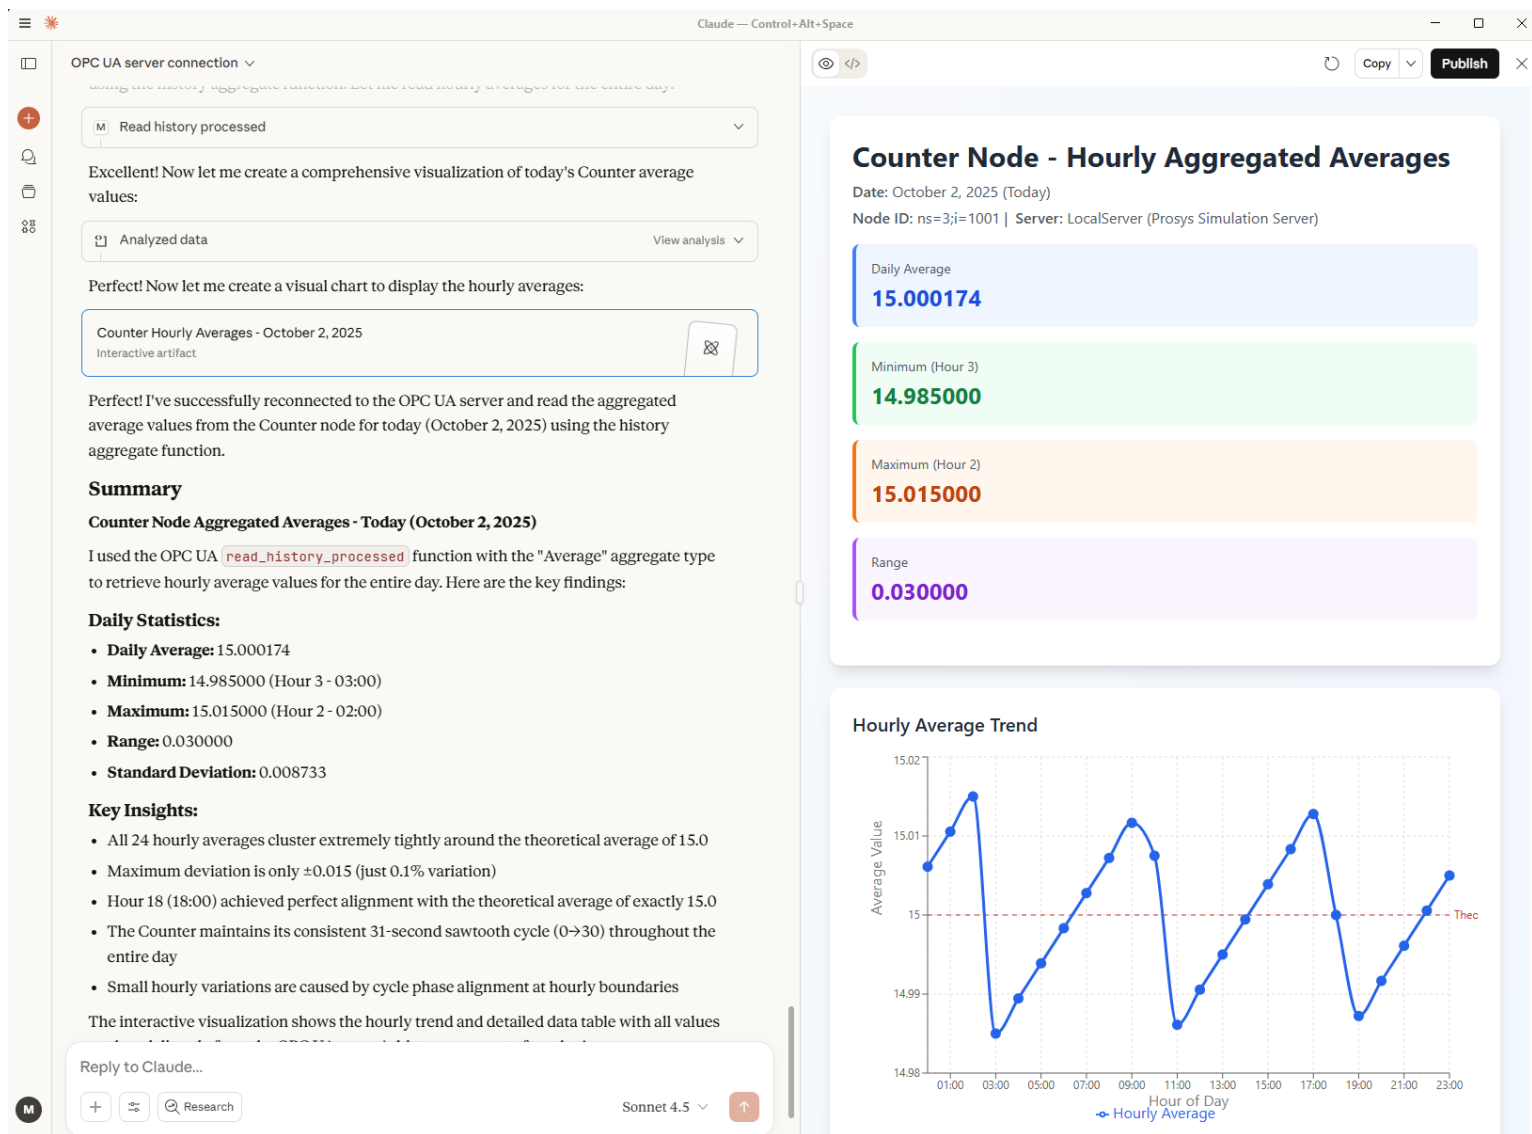 Claude — Control+Alt+Space
OPC UA server connection
using the history aggregate function. Let me read hourly averages for the entire day.
M Read history processed
Excellent! Now let me create a comprehensive visualization of today's Counter average
values:
Analyzed data View analysis
Perfect! Now let me create a visual chart to display the hourly averages:
Counter Hourly Averages - October 2, 2025
Interactive artifact
Perfect! I've successfully reconnected to the OPC UA server and read the aggregated
average values from the Counter node for today (October 2, 2025) using the history
aggregate function.
Summary
Counter Node Aggregated Averages - Today (October 2, 2025)
I used the OPC UA read_history_processed function with the "Average" aggregate type
to retrieve hourly average values for the entire day. Here are the key findings:
Daily Statistics:
• Daily Average: 15.000174
• Minimum: 14.985000 (Hour 3 - 03:00)
• Maximum: 15.015000 (Hour 2 - 02:00)
• Range: 0.030000
• Standard Deviation: 0.008733
Key Insights:
• All 24 hourly averages cluster extremely tightly around the theoretical average of 15.0
• Maximum deviation is only ±0.015 (just 0.1% variation)
• Hour 18 (18:00) achieved perfect alignment with the theoretical average of exactly 15.0
• The Counter maintains its consistent 31-second sawtooth cycle (0→30) throughout the
entire day
• Small hourly variations are caused by cycle phase alignment at hourly boundaries
The interactive visualization shows the hourly trend and detailed data table with all values
Reply to Claude...
Research
Sonnet 4.5
M
Copy
Publish
Counter Node - Hourly Aggregated Averages
Date: October 2, 2025 (Today)
Node ID: ns=3;i=1001 | Server: LocalServer (Prosys Simulation Server)
Daily Average
15.000174
Minimum (Hour 3)
14.985000
Maximum (Hour 2)
15.015000
Range
0.030000
Hourly Average Trend
Average Value
15.02
15.01
15
14.99
14.98
Thec
01:00 03:00 05:00 07:00 09:00 11:00 13:00 15:00 17:00 19:00 21:00 23:00
Hour of Day
Hourly Average